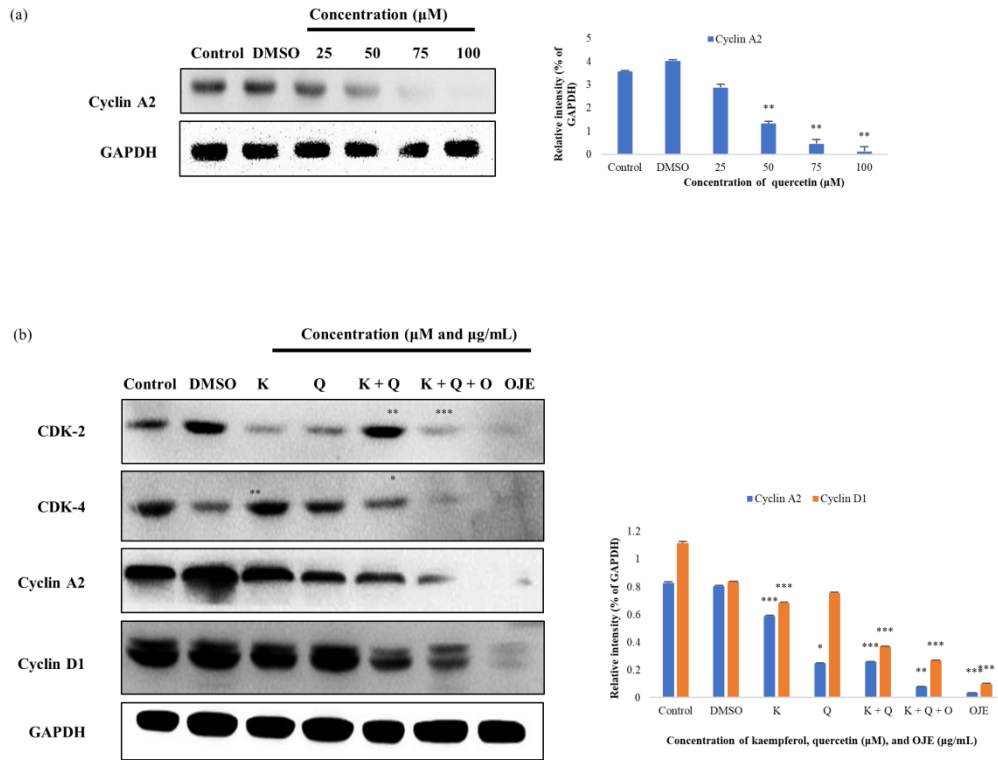 (a)
Concentration (µM)
Control DMSO 25 50 75 100
Cyclin A2
GAPDH
Cyclin A2
Relative intensity (% of
GAPDH)
5
4
3
2
1
0
** ** **
Control DMSO 25 50 75 100
Concentration of quercetin (µM)
(b)
Concentration (µM and µg/mL)
Control DMSO K Q K + Q K + Q + O OJE
CDK-2
** ***
CDK-4
** *
Cyclin A2
Cyclin D1
GAPDH
Cyclin A2 Cyclin D1
Relative intensity (% of GAPDH)
1.2
1
0.8
0.6
0.4
0.2
0
*** *** * *** *** ** *** *** ***
Control DMSO K Q K + Q K + Q + O OJE
Concentration of kaempferol, quercetin (µM), and OJE (µg/mL)